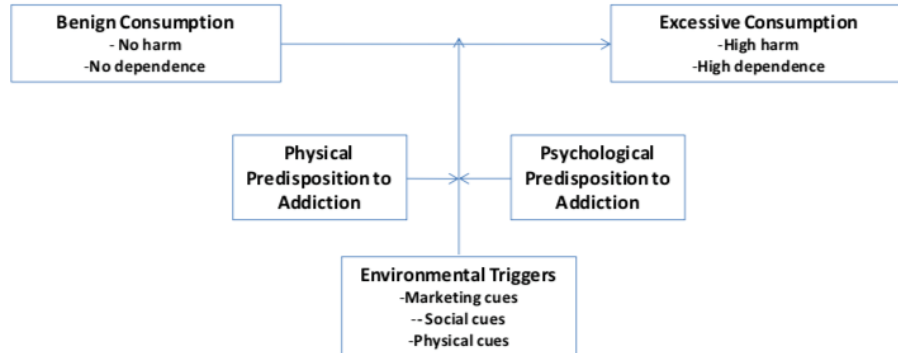 Benign Consumption
- No harm
-No dependence
Excessive Consumption
-High harm
-High dependence
Physical
Predisposition to
Addiction
Psychological
Predisposition to
Addiction
Environmental Triggers
-Marketing cues
-- Social cues
-Physical cues